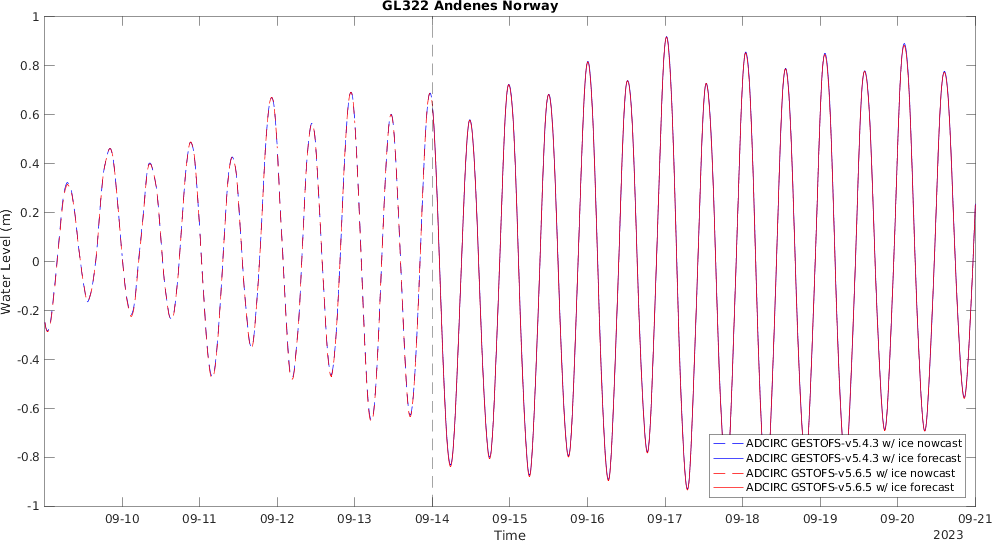 GL322 Andenes Norway
1
0.8
0.6
0.4
0.2
0
-0.2
-0.4
-0.6
-0.8
-1
Water Level (m)
ADCIRC GESTOFS-v5.4.3 w/ ice nowcast
ADCIRC GESTOFS-v5.4.3 w/ ice forecast
ADCIRC GSTOFS-v5.6.5 w/ ice nowcast
ADCIRC GSTOFS-v5.6.5 w/ ice forecast
09-10 09-11 09-12 09-13 09-14 09-15 09-16 09-17 09-18 09-19 09-20 09-21
Time
2023